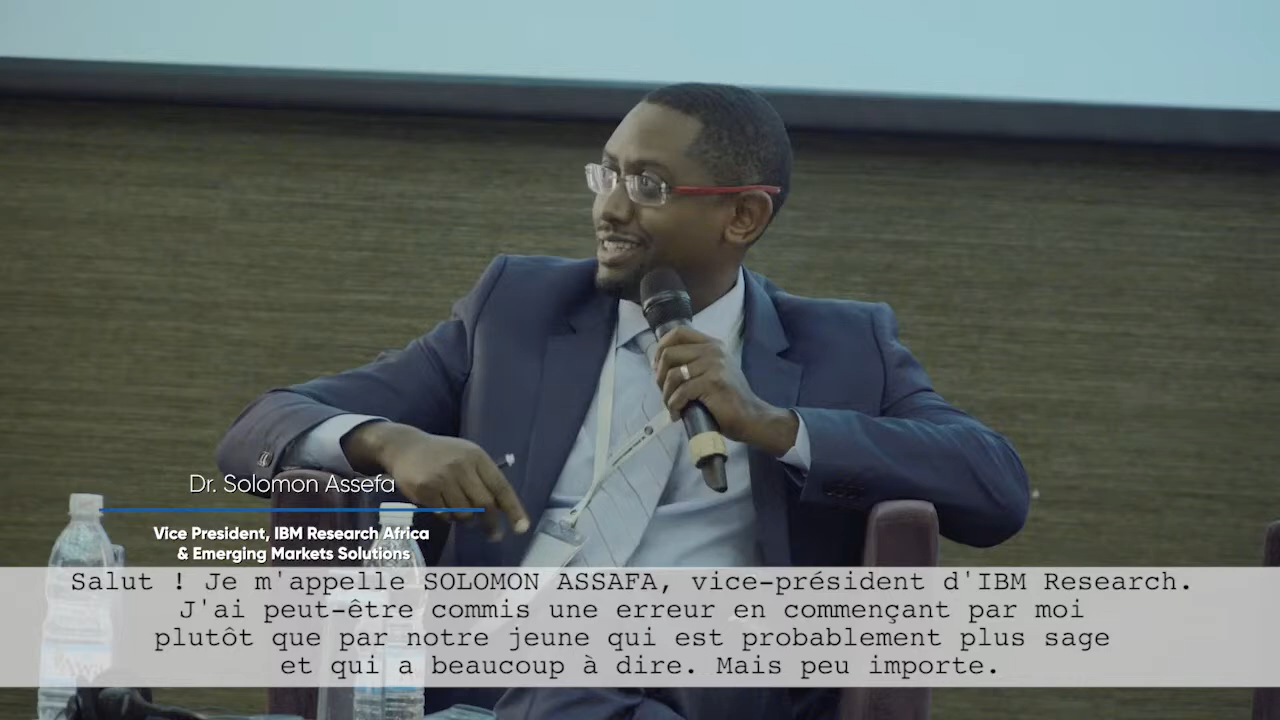 Dr. Solomon Assefa
Vice President, IBM Research Africa
& Emerging Markets Solutions
Salut ! Je m'appelle SOLOMON ASSAFA, vice-président d'IBM Research.
J'ai peut-être commis une erreur en commençant par moi
plutôt que par notre jeune qui est probablement plus sage
et qui a beaucoup à dire. Mais peu importe.